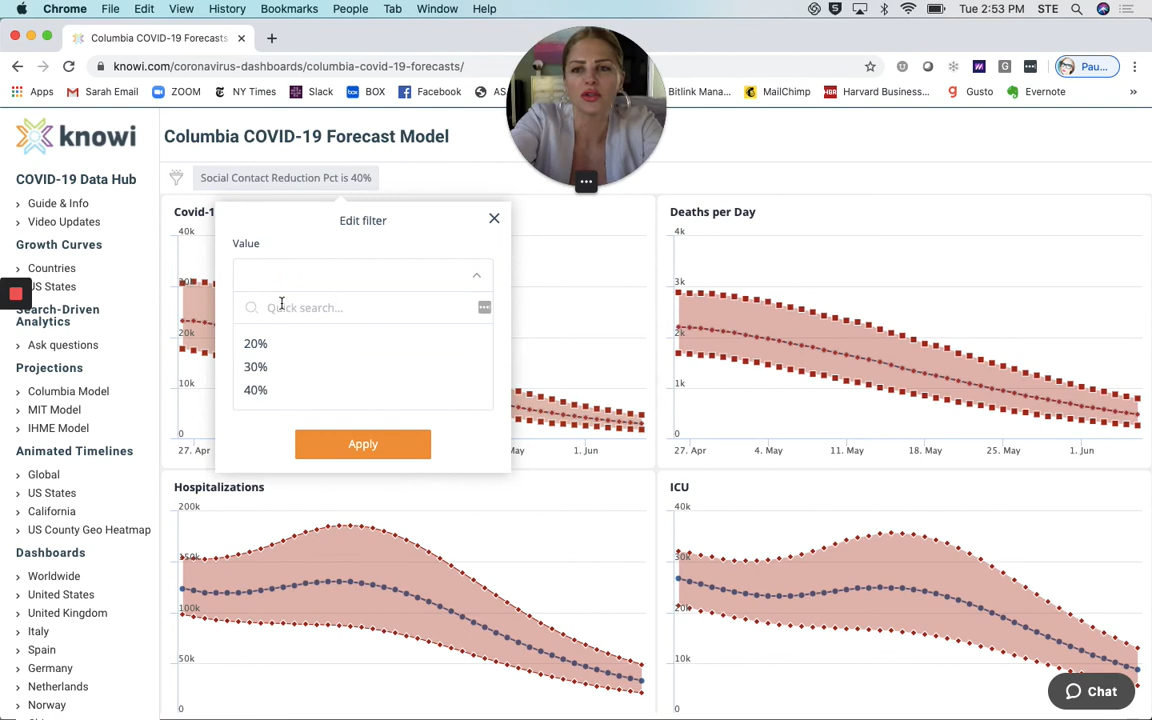 Chrome File Edit View History Bookmarks People Tab Window Help Tue 2:53 PM STE
Columbia COVID-19 Forecasts
knowi.com/coronavirus-dashboards/columbia-covid-19-forecasts/
Pau...
Apps Sarah Email ZOOM NY Times Slack BOX Facebook AS Bitlink Mana... MailChimp HBR Harvard Business... Gusto Evernote »
knowi
COVID-19 Data Hub
Guide & Info
Video Updates
Growth Curves
Countries
US States
Search-Driven
Analytics
Ask questions
Projections
Columbia Model
MIT Model
IHME Model
Animated Timelines
Global
US States
California
US County Geo Heatmap
Dashboards
Worldwide
United States
United Kingdom
Italy
Spain
Germany
Netherlands
Norway
Columbia COVID-19 Forecast Model
Social Contact Reduction Pct is 40%
Covid-1
40k
20k
10k
0
27. Apr
May
1. Jun
Edit filter
Value
Quick search...
20%
30%
40%
Apply
Deaths per Day
4k
3k
2k
1k
0
27. Apr 4. May 11. May 18. May 25. May 1. Jun
Hospitalizations
200k
150k
100k
50k
0
ICU
40k
30k
20k
10k
Chat